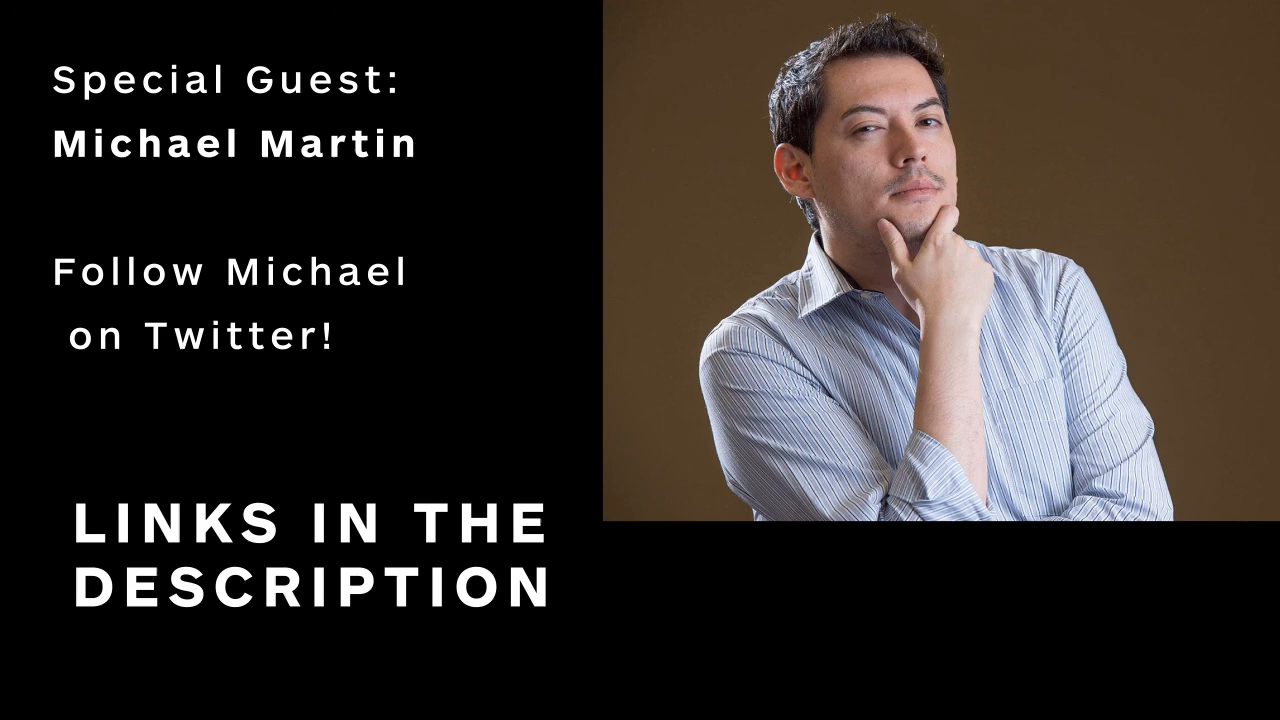 Special Guest:
Michael Martin
Follow Michael
on Twitter!
LINKS IN THE
DESCRIPTION